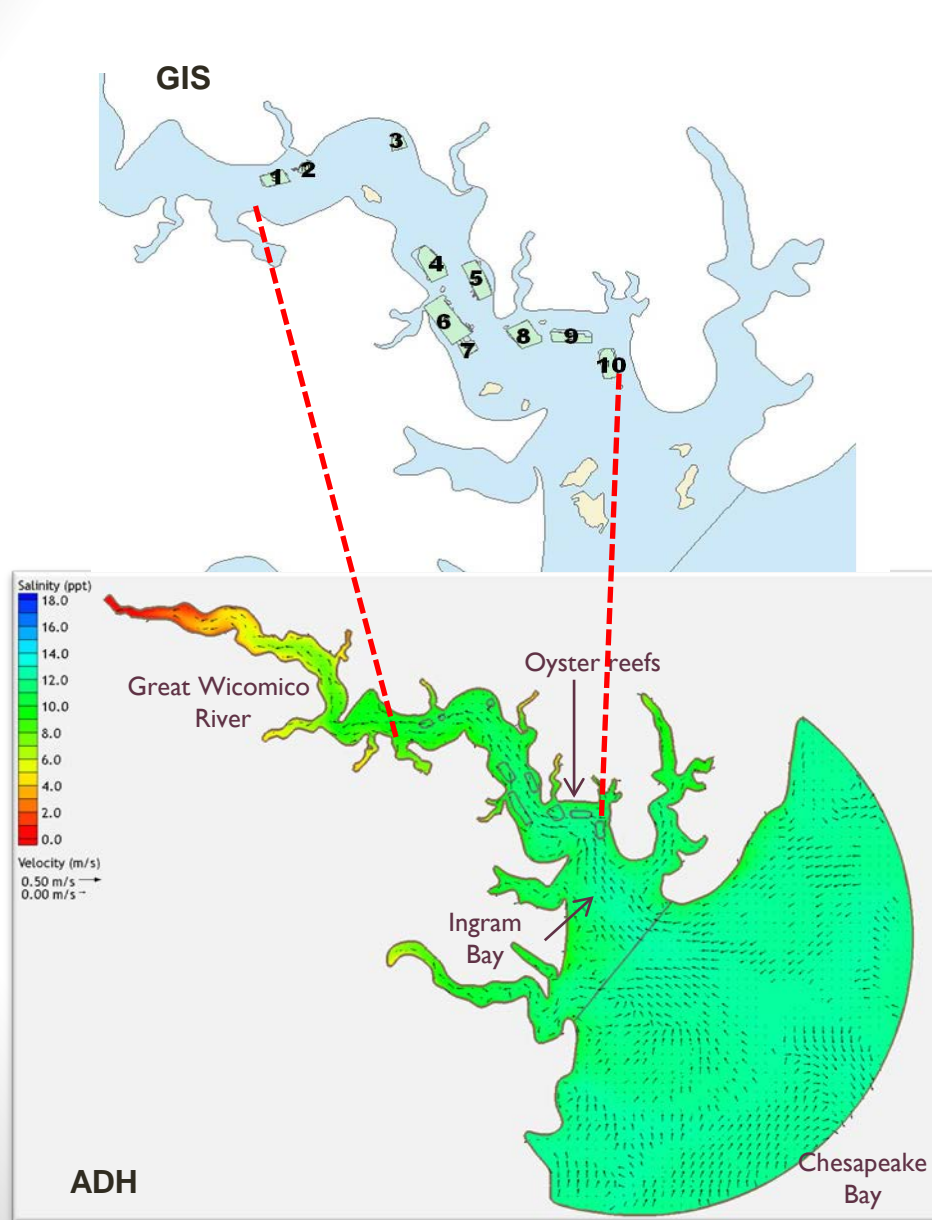 GIS
1
2
3
4
5
6
7
8
9
10
Salinity (ppt)
18.0
16.0
14.0
12.0
10.0
8.0
6.0
4.0
2.0
0.0
Velocity (m/s)
0.50 m/s
0.00 m/s
Great Wicomico
River
Oyster reefs
Ingram
Bay
Chesapeake
Bay
ADH